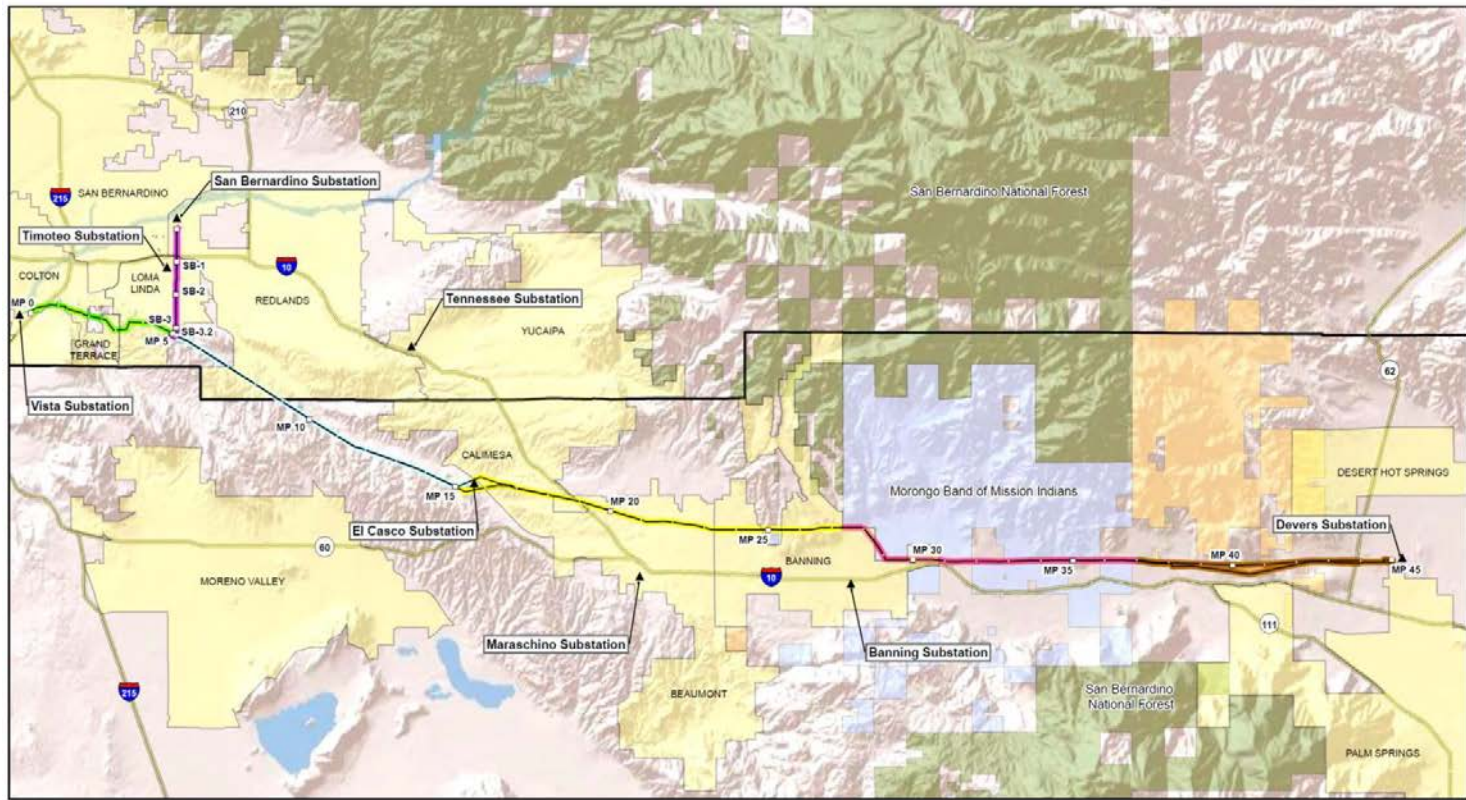 210
San Bernardino National Forest
SAN BERNARDINO
San Bernardino Substation
215
Timoteo Substation
SB-1
10
COLTON
LOMA
LINDA
SB-2
REDLANDS
Tennessee Substation
MP 0
SB-3
SB-3.2
YUCAIPA
MP 5
GRAND
TERRACE
62
Vista Substation
MP 10
CALIMESA
DESERT HOT SPRINGS
MP 15
Morongo Band of Mission Indians
MP 20
El Casco Substation
Devers Substation
MP 25
60
BANNING
MP 30
MP 35
MP 40
MP 45
MORENO VALLEY
10
111
Maraschino Substation
Banning Substation
215
BEAUMONT
San Bernardino
National Forest
PALM SPRINGS